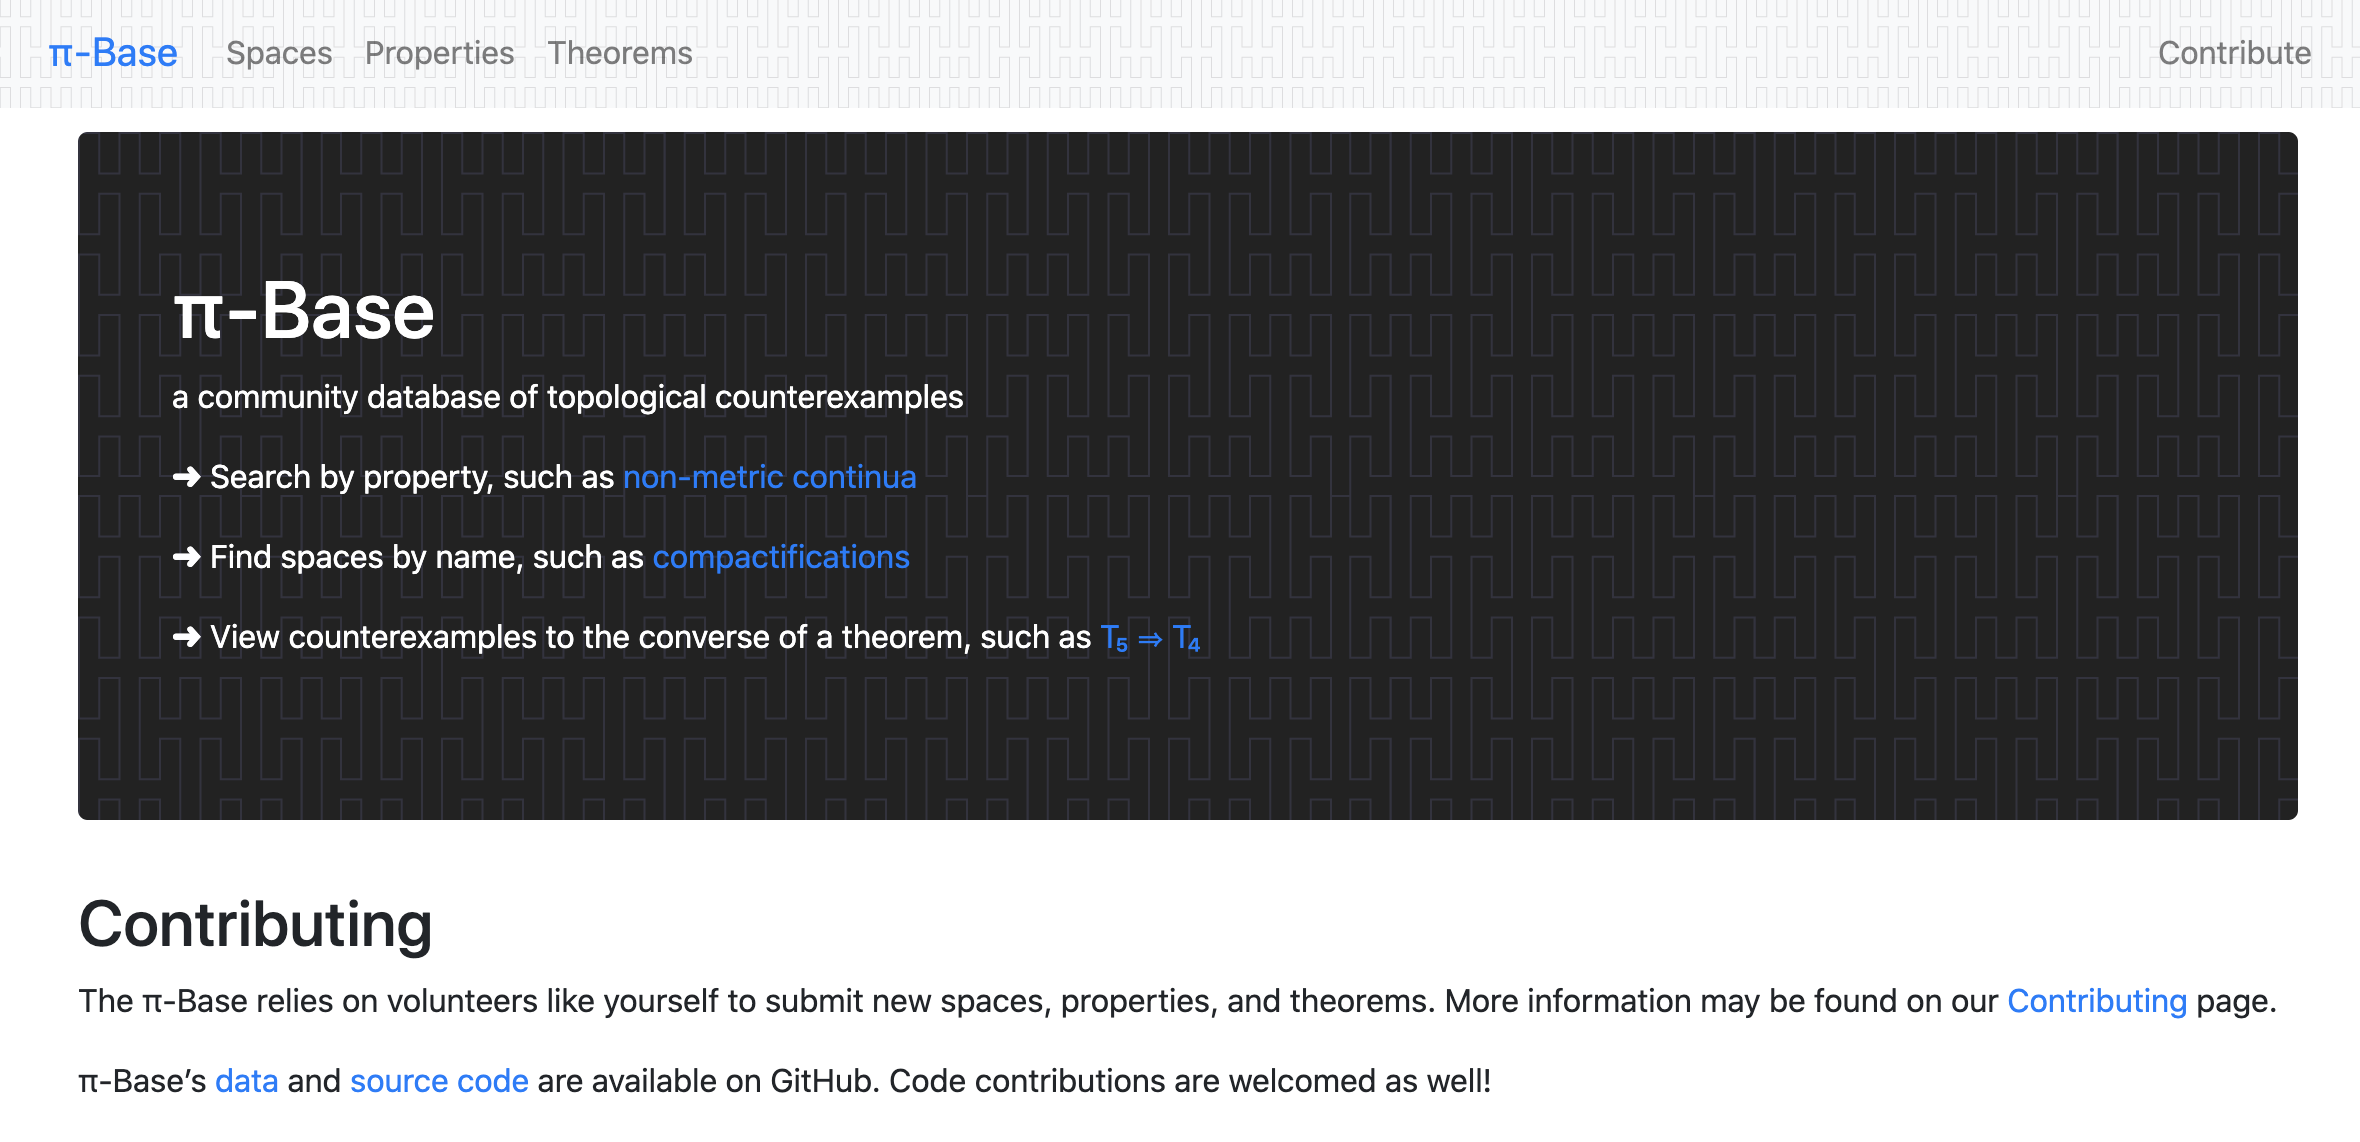 π-Base Spaces Properties Theorems Contribute
π-Base
a community database of topological counterexamples
➜ Search by property, such as non-metric continua
➜ Find spaces by name, such as compactifications
➜ View counterexamples to the converse of a theorem, such as T₅ ⇒ T₄
Contributing
The π-Base relies on volunteers like yourself to submit new spaces, properties, and theorems. More information may be found on our Contributing page.
π-Base’s data and source code are available on GitHub. Code contributions are welcomed as well!